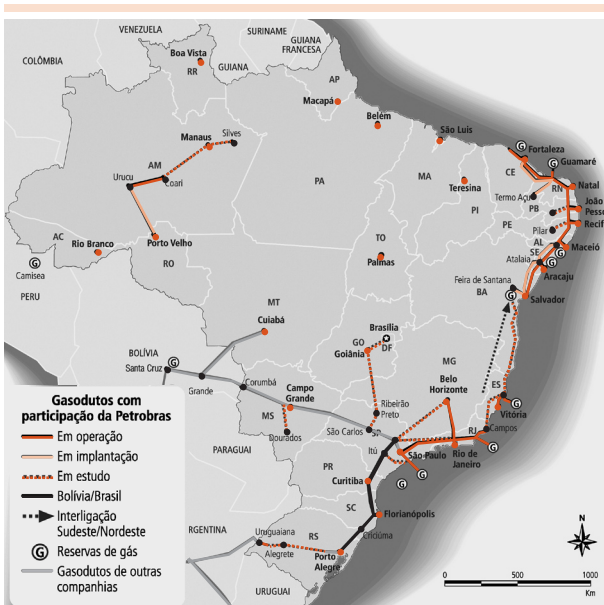 VENEZUELA
SURINAME
GUIANA
FRANCESA
COLÔMBIA
Boa Vista
RR
GUIANA
AP
Macapá
Belém
São Luis
Manaus
Silves
AM
Urucu
Coari
PA
MA
Teresina
PI
G
Fortaleza
G
Guamaré
CE
RN
Termo Açu
Natal
PB
João
Pesso
PE
Pilar
Recif
AL
Maceió
SE
G
Atalaia
G
Aracaju
AC
Rio Branco
Porto Velho
RO
TO
Palmas
G
Camisea
PERU
Feira de Santana
BA
G
Salvador
MT
Cuiabá
Brasília
GO
DF
Goiânia
MG
BOLÍVIA
G
Santa Cruz
Grande
Corumbá
Campo
Grande
MS
Dourados
Ribeirão
Preto
Belo
Horizonte
ES
G
Vitória
São Carlos
SP
RJ
Campos
G
Itú
São Paulo
Rio de
Janeiro
G
G
PARAGUAI
PR
Curitiba
SC
Florianópolis
Criciúma
RGENTINA
Uruguaiana
RS
Alegrete
Porto
Alegre
URUGUAI
Gasodutos com
participação da Petrobras
Em operação
Em implantação
Em estudo
Bolívia/Brasil
Interligação
Sudeste/Nordeste
G Reservas de gás
Gasodutos de outras
companhias
N
0 500 1000
Km